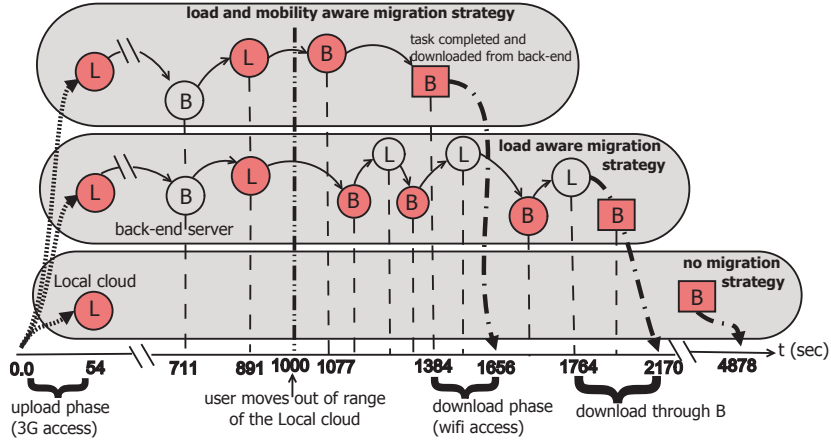 load and mobility aware migration strategy
task completed and
downloaded from back-end
L
B
L
B
B
load aware migration
strategy
L
B
L
B
L
B
L
B
L
B
back-end server
no migration
strategy
Local cloud
L
B
0.0
54
711
891
1000
1077
1384
1656
1764
2170
4878
t (sec)
upload phase
(3G access)
user moves out of range
of the Local cloud
download phase
(wifi access)
download through B